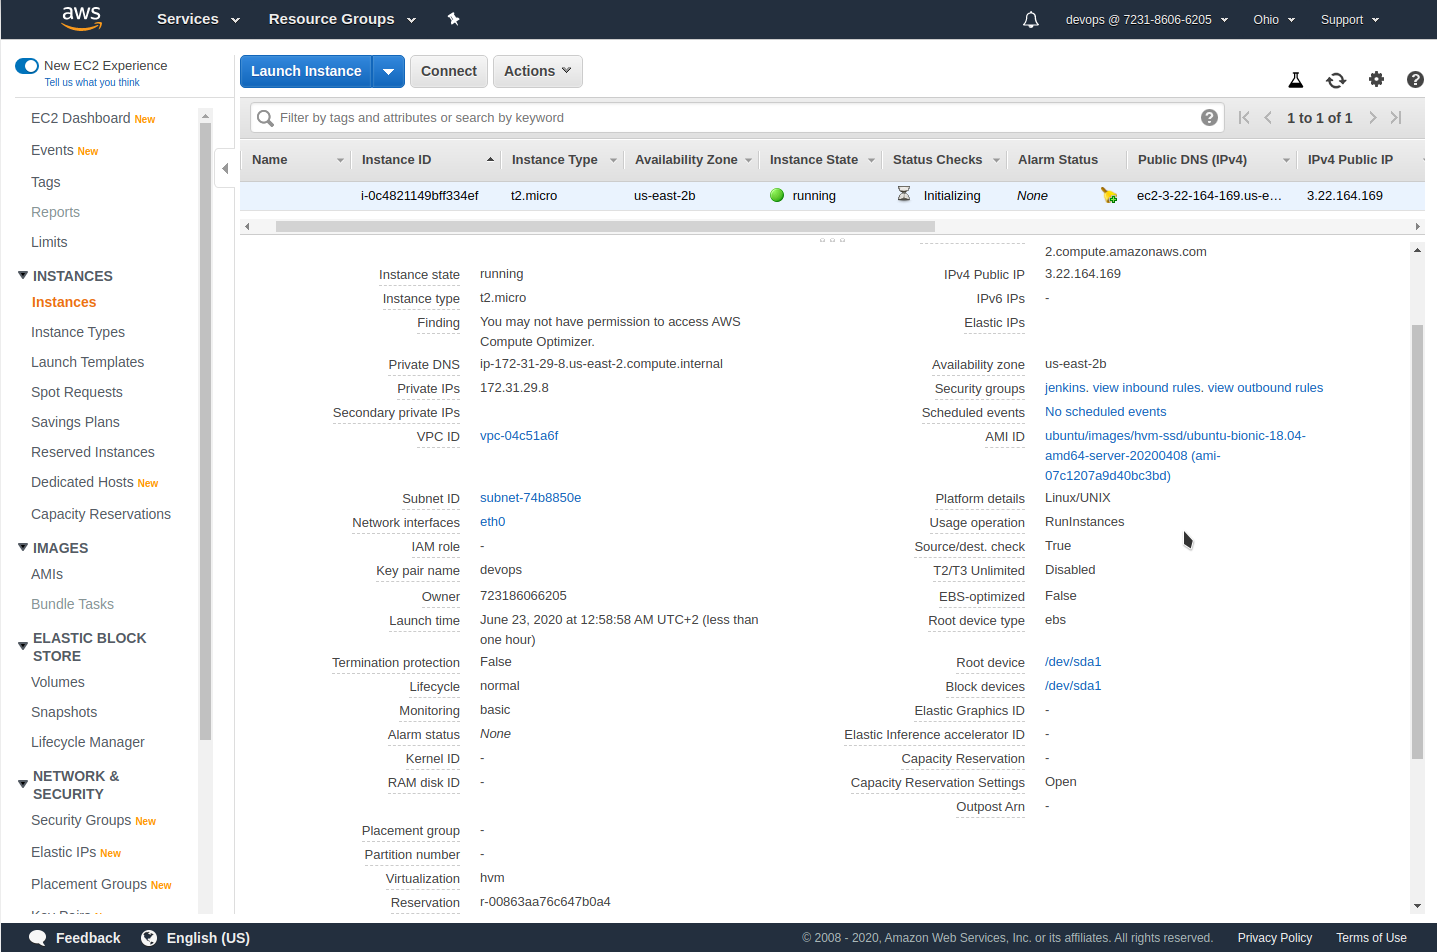 aws Services Resource Groups devops @ 7231-8606-6205 Ohio Support
New EC2 Experience
Tell us what you think
EC2 Dashboard New
Events New
Tags
Reports
Limits
INSTANCES
Instances
Instance Types
Launch Templates
Spot Requests
Savings Plans
Reserved Instances
Dedicated Hosts New
Capacity Reservations
IMAGES
AMIs
Bundle Tasks
ELASTIC BLOCK
STORE
Volumes
Snapshots
Lifecycle Manager
NETWORK &
SECURITY
Security Groups New
Elastic IPs New
Placement Groups New
Launch Instance Connect Actions
Filter by tags and attributes or search by keyword
1 to 1 of 1
Name Instance ID Instance Type Availability Zone Instance State Status Checks Alarm Status Public DNS (IPv4) IPv4 Public IP
i-0c4821149bff334ef t2.micro us-east-2b running Initializing None ec2-3-22-164-169.us-e... 3.22.164.169
2.compute.amazonaws.com
Instance state running IPv4 Public IP 3.22.164.169
Instance type t2.micro IPv6 IPs -
Finding You may not have permission to access AWS Elastic IPs
Compute Optimizer.
Private DNS ip-172-31-29-8.us-east-2.compute.internal Availability zone us-east-2b
Private IPs 172.31.29.8 Security groups jenkins. view inbound rules. view outbound rules
Secondary private IPs Scheduled events No scheduled events
VPC ID vpc-04c51a6f AMI ID ubuntu/images/hvm-ssd/ubuntu-bionic-18.04-
amd64-server-20200408 (ami-
07c1207a9d40bc3bd)
Subnet ID subnet-74b8850e Platform details Linux/UNIX
Network interfaces eth0 Usage operation RunInstances
IAM role - Source/dest. check True
Key pair name devops T2/T3 Unlimited Disabled
Owner 723186066205 EBS-optimized False
Launch time June 23, 2020 at 12:58:58 AM UTC+2 (less than Root device type ebs
one hour)
Termination protection False Root device /dev/sda1
Lifecycle normal Block devices /dev/sda1
Monitoring basic Elastic Graphics ID -
Alarm status None Elastic Inference accelerator ID -
Kernel ID - Capacity Reservation -
RAM disk ID - Capacity Reservation Settings Open
Outpost Arn -
Placement group -
Partition number -
Virtualization hvm
Reservation r-00863aa76c647b0a4
Feedback English (US) © 2008 - 2020, Amazon Web Services, Inc. or its affiliates. All rights reserved. Privacy Policy Terms of Use